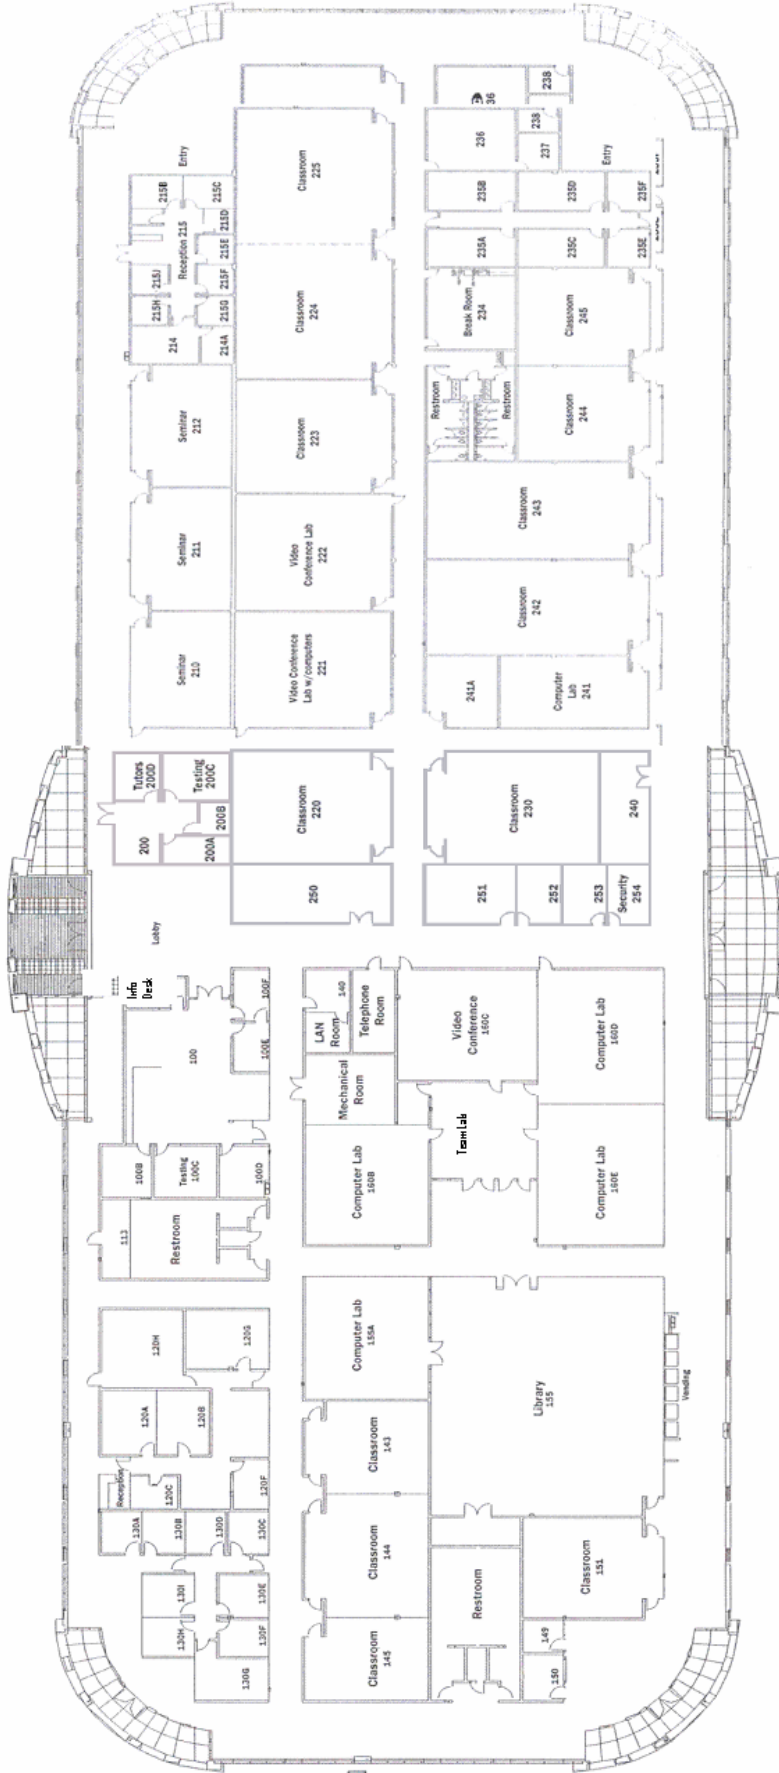 238
36
236
238
237
Entry
235B
235D
235F
235A
235C
235E
Break Room
234
Classroom
245
Restroom
Restroom
Classroom
244
Classroom
243
Classroom
242
241A
Computer
Lab
241
Entry
215B
215C
Reception 215
215D
215E
215F
215J
215H
215G
214
214A
Classroom
225
Classroom
224
Seminar
212
Classroom
223
Seminar
211
Video
Conference Lab
222
Seminar
210
Video Conference
Lab w/computers
221
Tutors
200D
Testing
200C
200
200B
200A
Classroom
220
Classroom
230
240
250
251
252
253
Security
254
Lobby
Info
Desk
100
100F
100E
LAN
Room
140
Telephone
Room
Mechanical
Room
Video
Conference
160C
Computer Lab
160D
100B
Testing
100C
100D
Computer Lab
160B
Team Lab
Computer Lab
160E
113
Restroom
120H
120G
Computer Lab
155A
120A
120B
Classroom
143
Library
155
Vending
Reception
120C
120F
130A
130B
130D
130C
Classroom
144
Restroom
Classroom
151
130I
130H
130E
130F
130G
Classroom
145
149
150